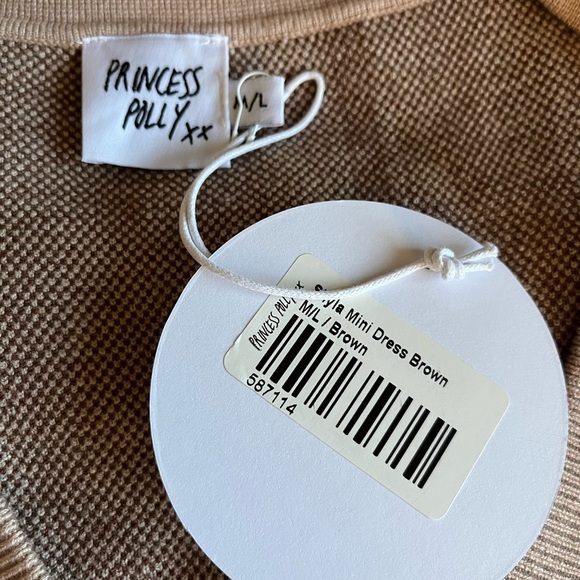 PRINCESS
POLLY xx
M/L
PRINCESS POLLY xx
Mini Dress Brown
M/L / Brown
587114